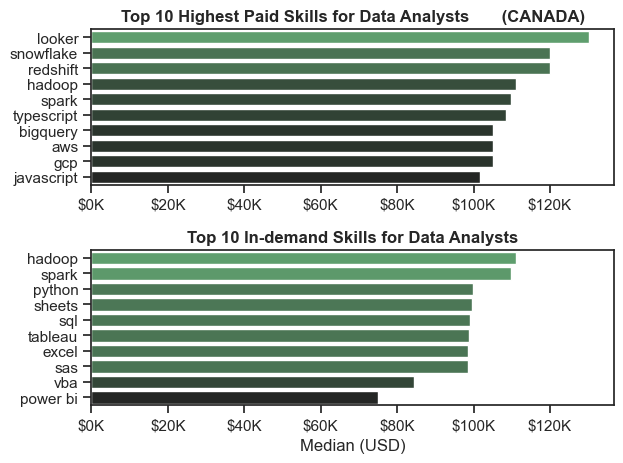 Top 10 Highest Paid Skills for Data Analysts (CANADA)
looker
snowflake
redshift
hadoop
spark
typescript
bigquery
aws
gcp
javascript
$0K $20K $40K $60K $80K $100K $120K
Top 10 In-demand Skills for Data Analysts
hadoop
spark
python
sheets
sql
tableau
excel
sas
vba
power bi
$0K $20K $40K $60K $80K $100K $120K
Median (USD)